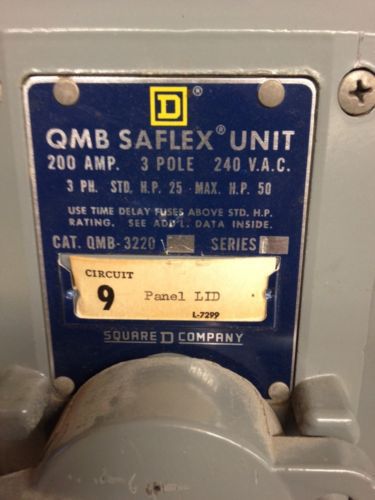 D
QMB SAFLEX® UNIT
200 AMP. 3 POLE 240 V.A.C.
3 PH. STD. H.P. 25 - MAX. H.P. 50
USE TIME DELAY FUSES ABOVE STD. H.P.
RATING. SEE ADD'L. DATA INSIDE.
CAT. QMB-3220 SERIES
CIRCUIT
9 Panel LID
L-7299
SQUARE D COMPANY